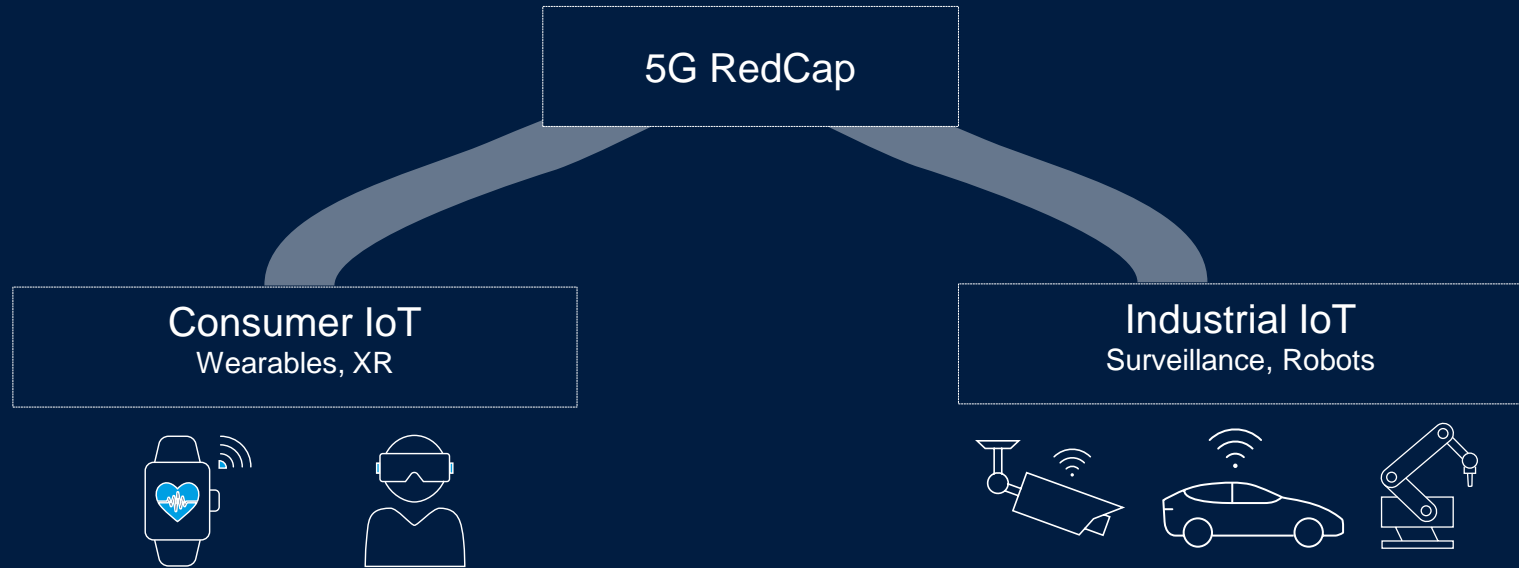 5G RedCap
Consumer IoT
Wearables, XR
Industrial IoT
Surveillance, Robots